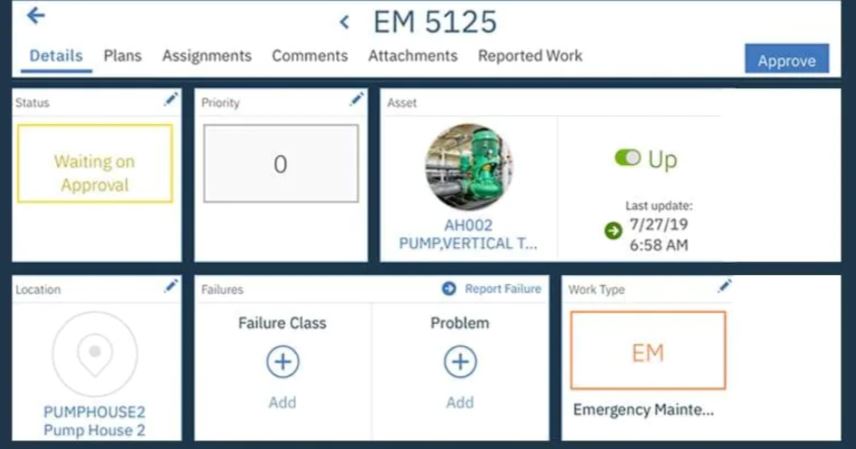 EM 5125
Details Plans Assignments Comments Attachments Reported Work
Approve
Status
Waiting on
Approval
Priority
0
Asset
AH002
PUMP,VERTICAL T...
Up
Last update:
7/27/19
6:58 AM
Location
PUMPHOUSE2
Pump House 2
Failures
Report Failure
Failure Class
Add
Problem
Add
Work Type
EM
Emergency Mainte...